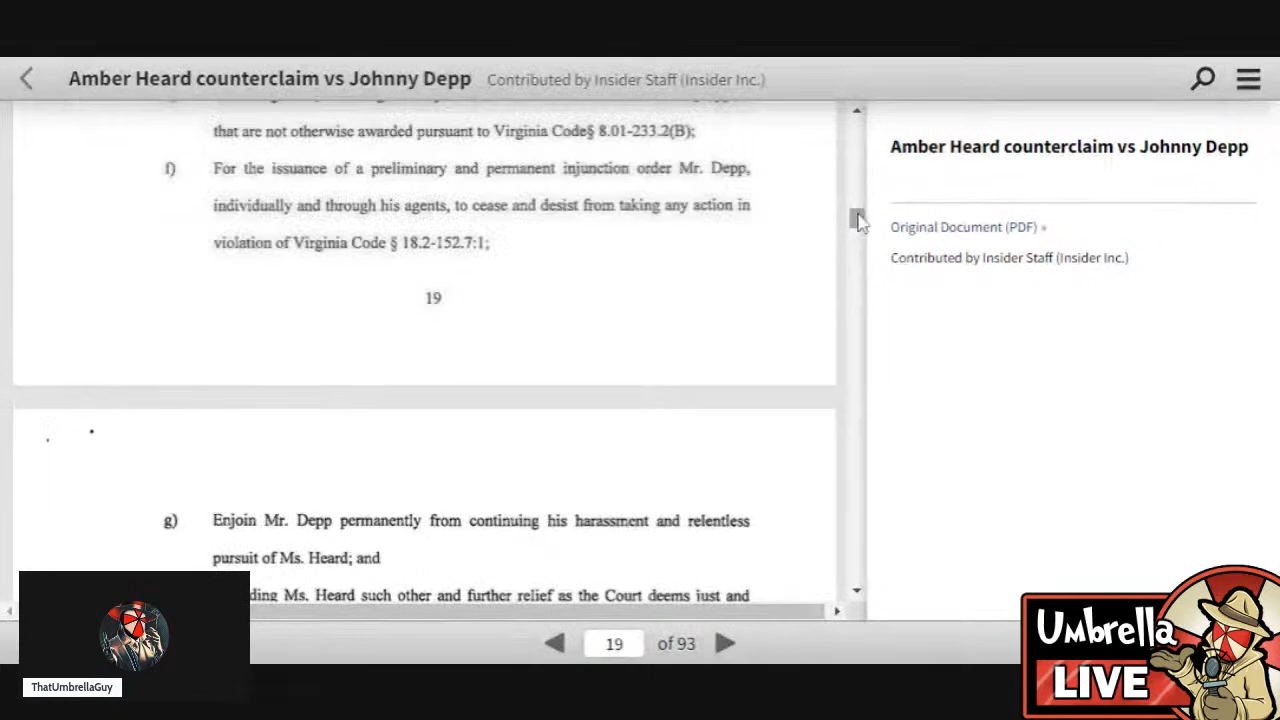 Amber Heard counterclaim vs Johnny Depp Contributed by Insider Staff (Insider Inc.)
that are not otherwise awarded pursuant to Virginia Code§ 8.01-233.2(B);
f) For the issuance of a preliminary and permanent injunction order Mr. Depp,
individually and through his agents, to cease and desist from taking any action in
violation of Virginia Code § 18.2-152.7:1;
19
g) Enjoin Mr. Depp permanently from continuing his harassment and relentless
pursuit of Ms. Heard; and
Ms. Heard such other and further relief as the Court deems just and
19 of 93
Amber Heard counterclaim vs Johnny Depp
Original Document (PDF) »
Contributed by Insider Staff (Insider Inc.)
ThatUmbrellaGuy
Umbrella
LIVE